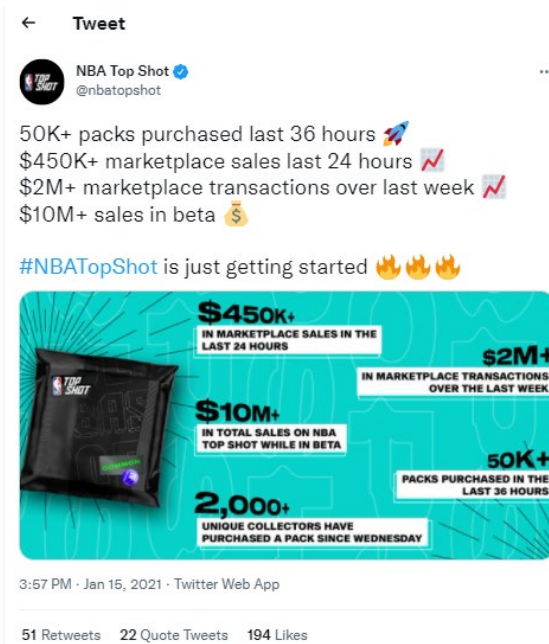 ← Tweet
NBA Top Shot
@nbatopshot
50K+ packs purchased last 36 hours 🚀
$450K+ marketplace sales last 24 hours 📈
$2M+ marketplace transactions over last week 📈
$10M+ sales in beta 💰
#NBATopShot is just getting started 🔥🔥🔥
$450K+
IN MARKETPLACE SALES IN THE
LAST 24 HOURS
$2M+
IN MARKETPLACE TRANSACTIONS
OVER THE LAST WEEK
TOP
SHOT
$10M+
IN TOTAL SALES ON NBA
TOP SHOT WHILE IN BETA
COMMON
50K+
PACKS PURCHASED IN THE
LAST 36 HOURS
2,000+
UNIQUE COLLECTORS HAVE
PURCHASED A PACK SINCE WEDNESDAY
3:57 PM · Jan 15, 2021 · Twitter Web App
51 Retweets 22 Quote Tweets 194 Likes